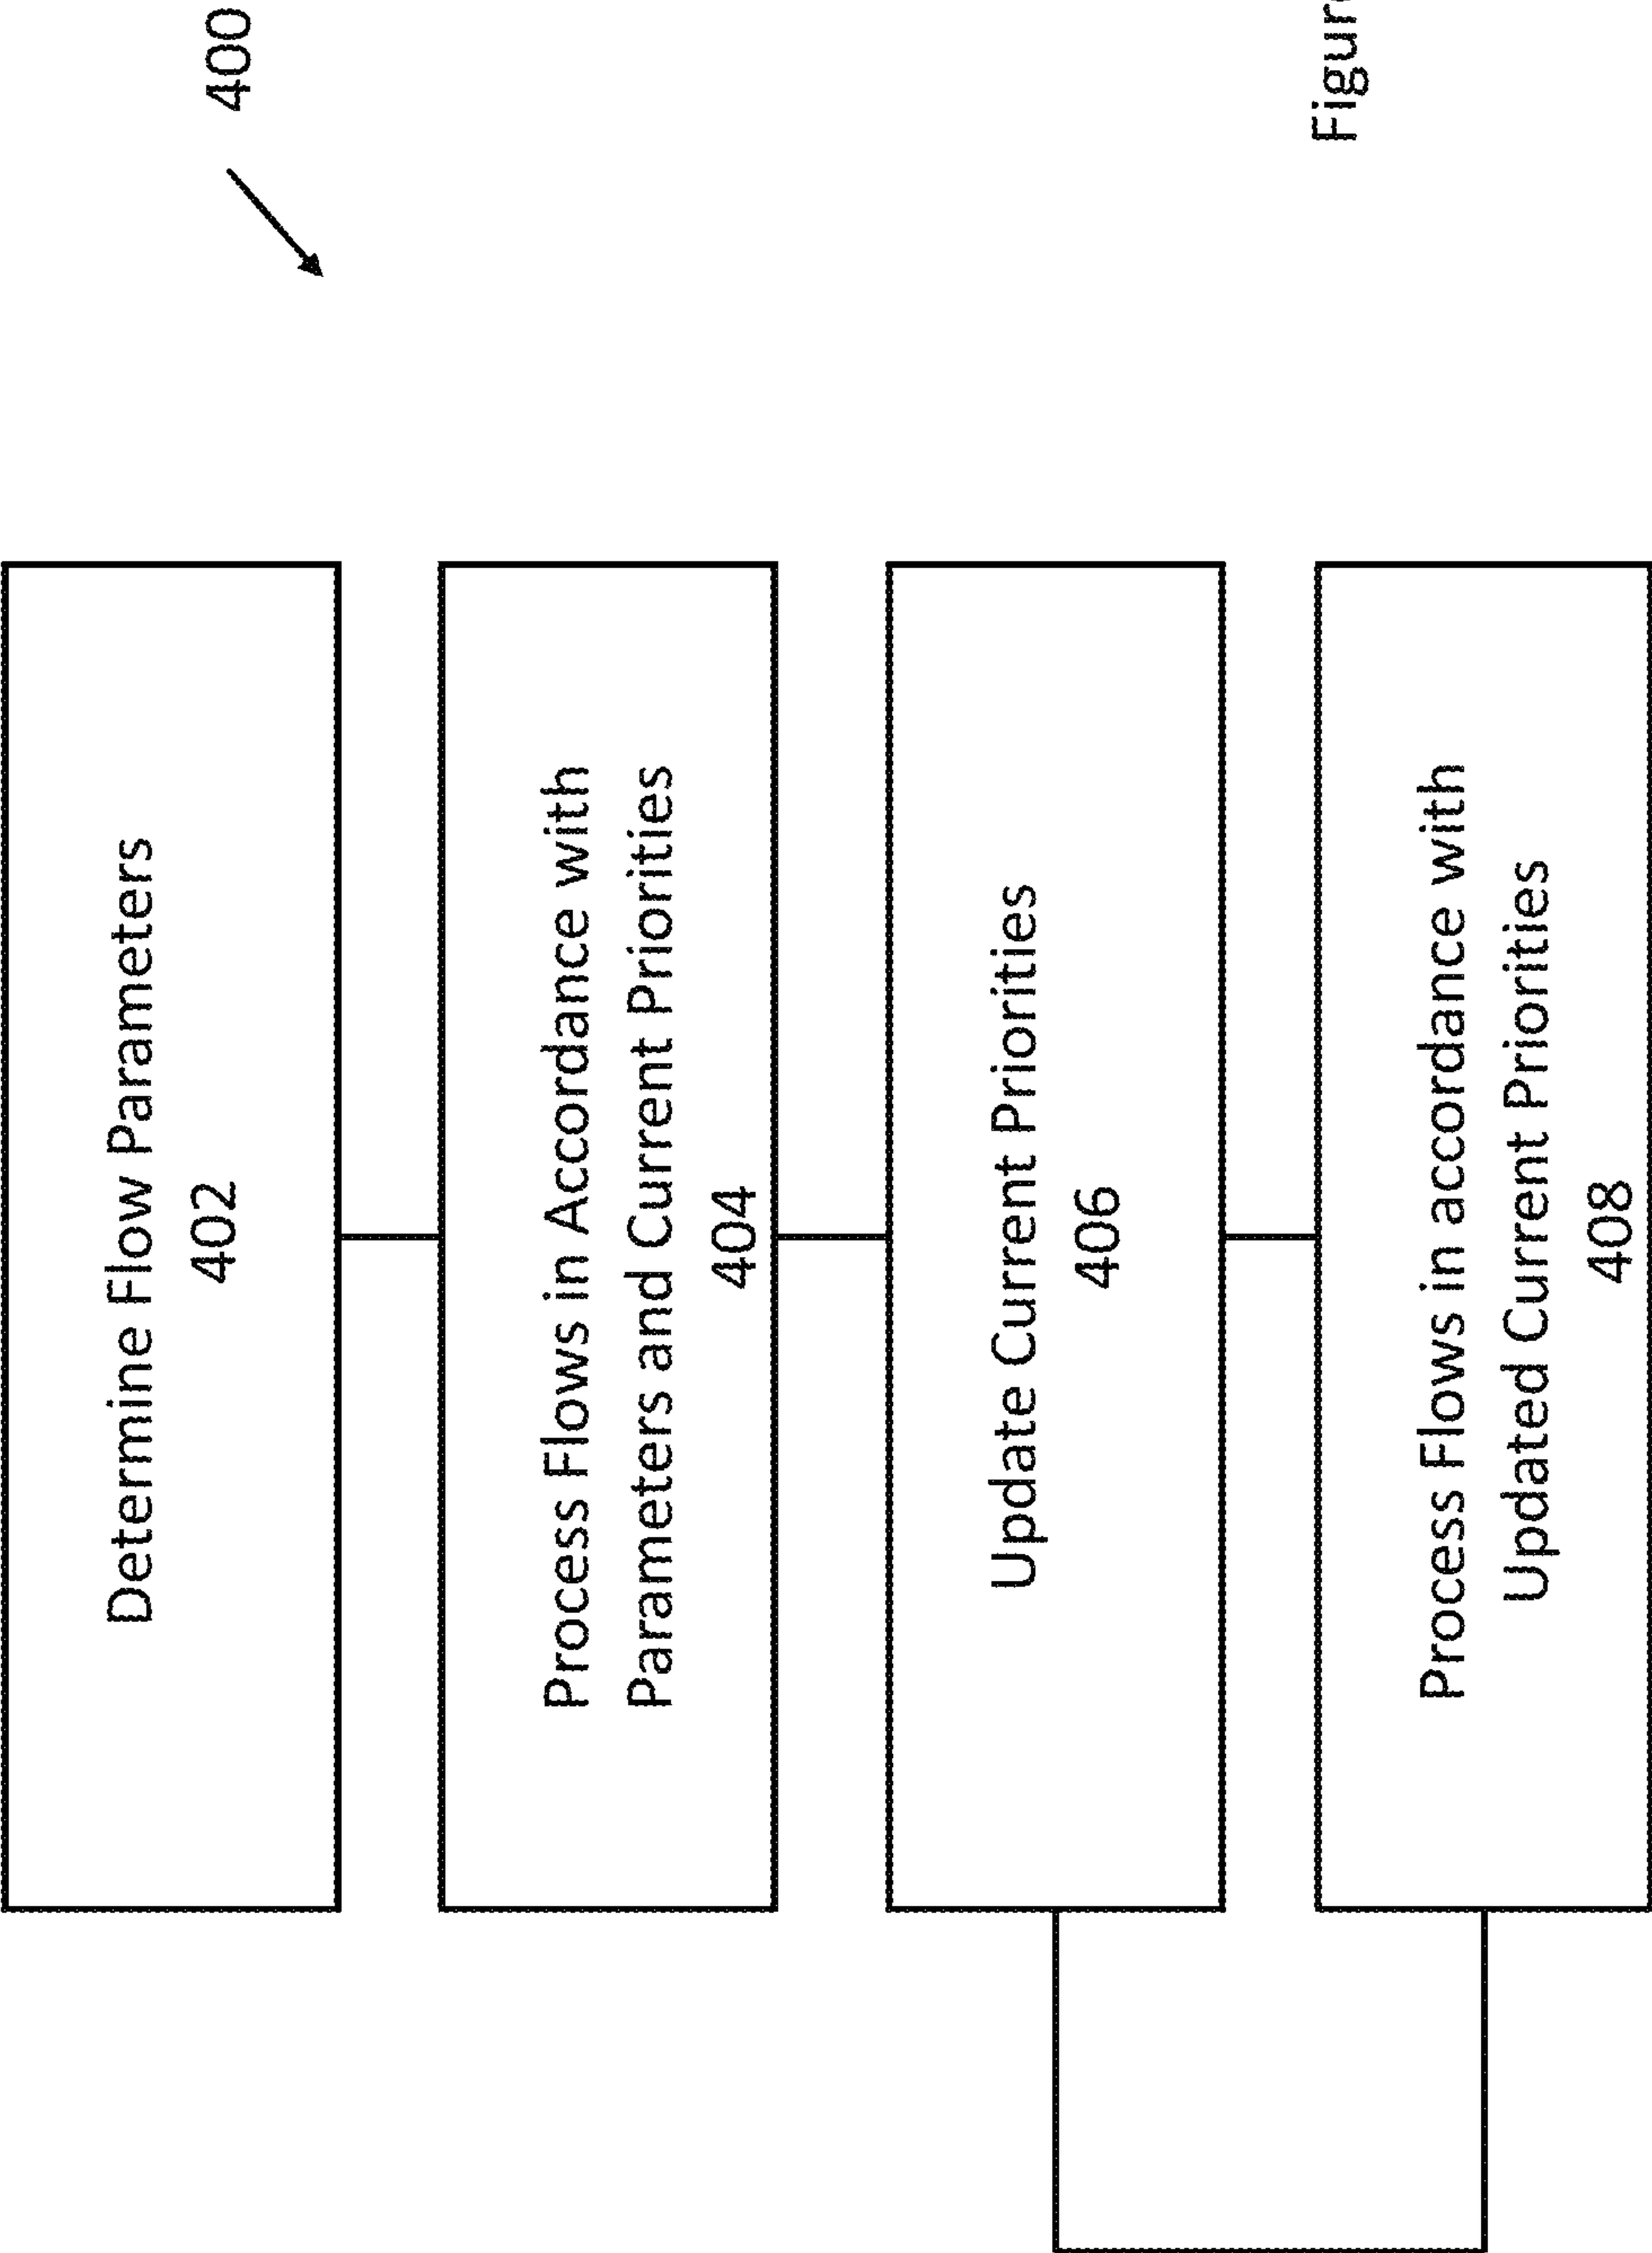 400
Determine Flow Parameters
402
Process Flows in Accordance with
Parameters and Current Priorities
404
Update Current Priorities
406
Process Flows in accordance with
Updated Current Priorities
408